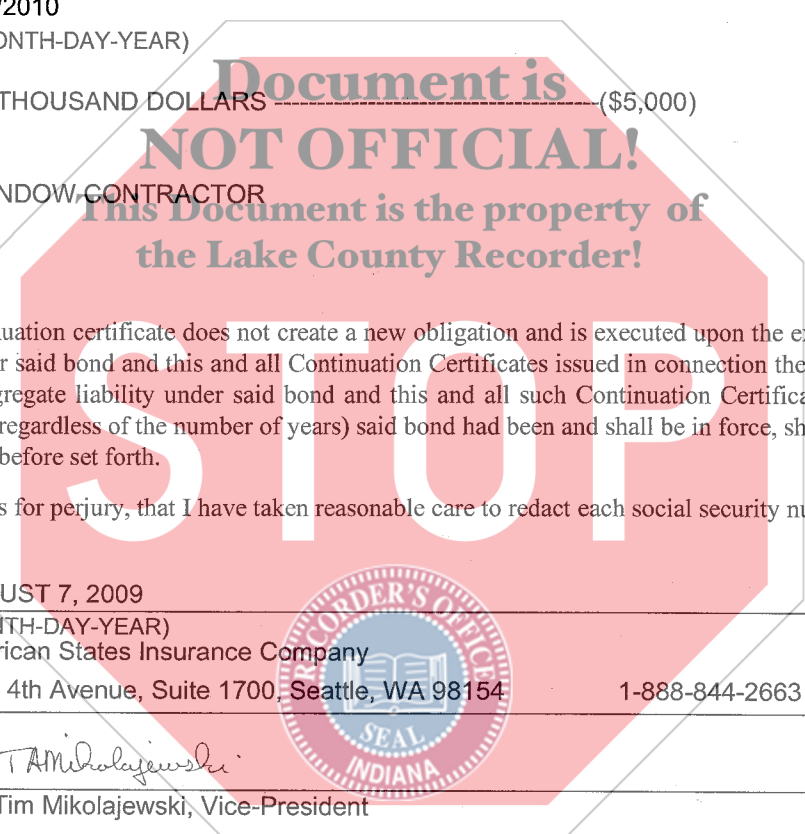 /2010
ONTH-DAY-YEAR)
Document is
THOUSAND DOLLARS ------------------------------------($5,000)
NOT OFFICIAL!
NDOW CONTRACTOR
This Document is the property of
the Lake County Recorder!
uation certificate does not create a new obligation and is executed upon the e
r said bond and this and all Continuation Certificates issued in connection the
gregate liability under said bond and this and all such Continuation Certifica
regardless of the number of years) said bond had been and shall be in force, sh
before set forth.
s for perjury, that I have taken reasonable care to redact each social security nu
STOP
UST 7, 2009
NTH-DAY-YEAR)
rican States Insurance Company
4th Avenue, Suite 1700, Seattle, WA 98154 1-888-844-2663
RECORDER'S OFFICE
SEAL
INDIANA
TAMikolajewski
Tim Mikolajewski, Vice-President